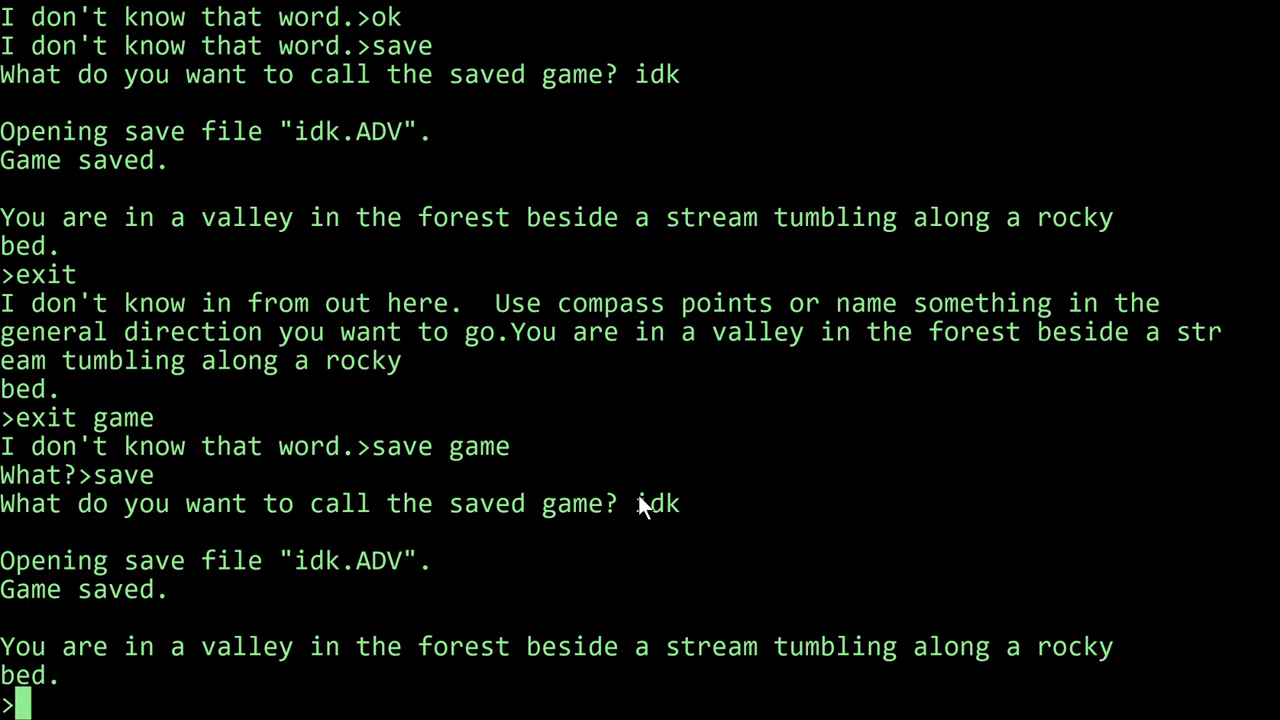 I don't know that word.>ok
I don't know that word.>save
What do you want to call the saved game? idk
Opening save file "idk.ADV".
Game saved.
You are in a valley in the forest beside a stream tumbling along a rocky
bed.
>exit
I don't know in from out here.  Use compass points or name something in the
general direction you want to go.You are in a valley in the forest beside a str
eam tumbling along a rocky
bed.
>exit game
I don't know that word.>save game
What?>save
What do you want to call the saved game? idk
Opening save file "idk.ADV".
Game saved.
You are in a valley in the forest beside a stream tumbling along a rocky
bed.
>